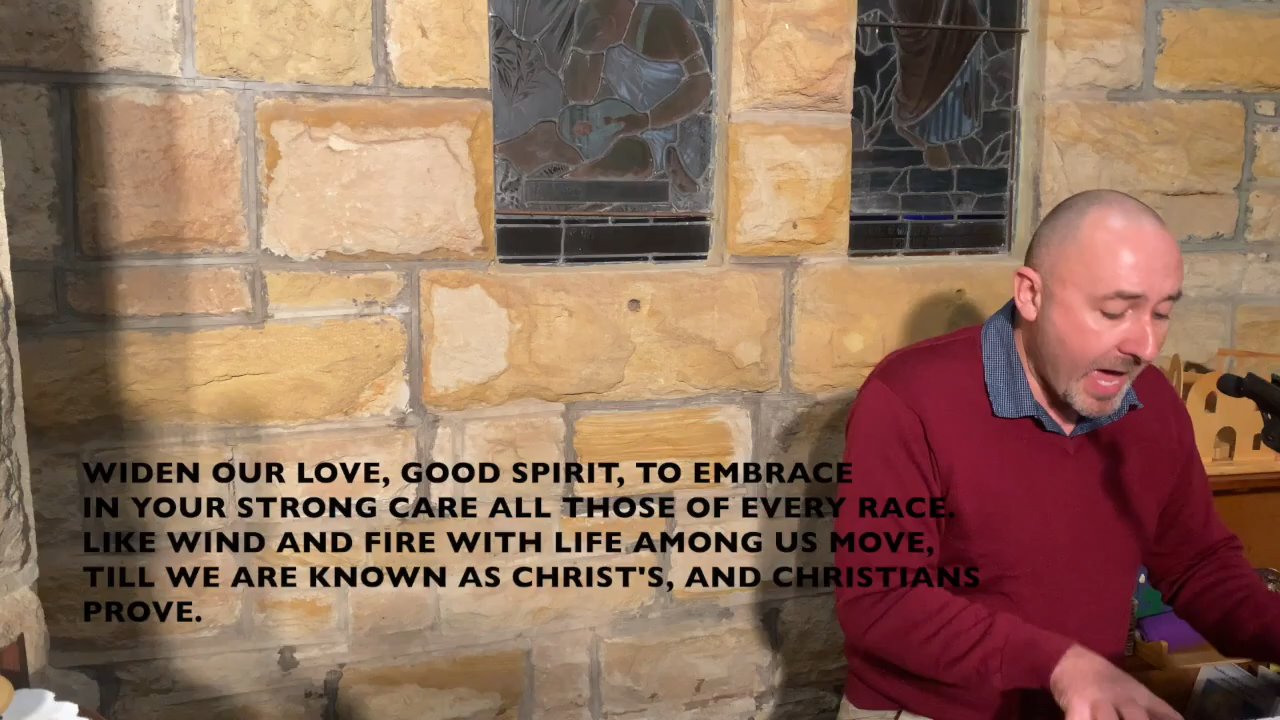 WIDEN OUR LOVE, GOOD SPIRIT, TO EMBRACE
IN YOUR STRONG CARE ALL THOSE OF EVERY RACE.
LIKE WIND AND FIRE WITH LIFE AMONG US MOVE,
TILL WE ARE KNOWN AS CHRIST'S, AND CHRISTIANS
PROVE.